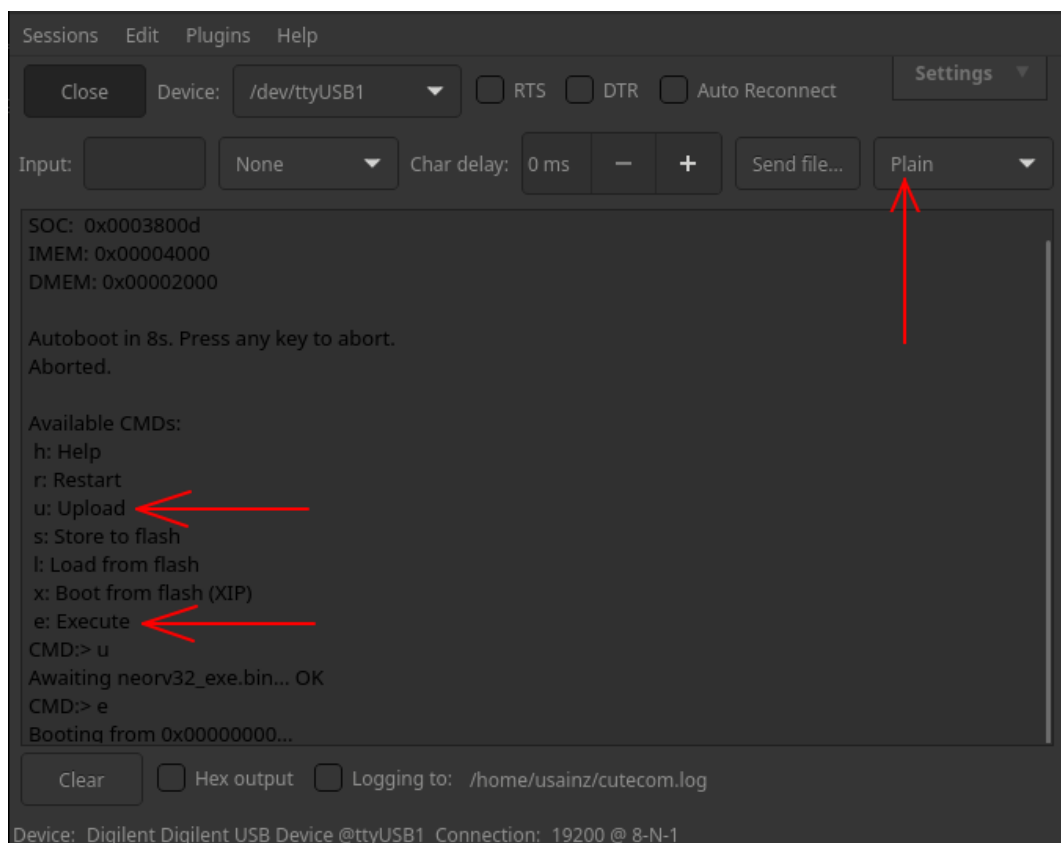 Sessions Edit Plugins Help
Close Device: /dev/ttyUSB1 RTS DTR Auto Reconnect Settings
Input: None Char delay: 0 ms − + Send file... Plain
SOC: 0x0003800d
IMEM: 0x00004000
DMEM: 0x00002000
Autoboot in 8s. Press any key to abort.
Aborted.
Available CMDs:
h: Help
r: Restart
u: Upload
s: Store to flash
l: Load from flash
x: Boot from flash (XIP)
e: Execute
CMD:> u
Awaiting neorv32_exe.bin... OK
CMD:> e
Booting from 0x00000000...
Clear Hex output Logging to: /home/usainz/cutecom.log
Device: Digilent Digilent USB Device @ttyUSB1 Connection: 19200 @ 8-N-1